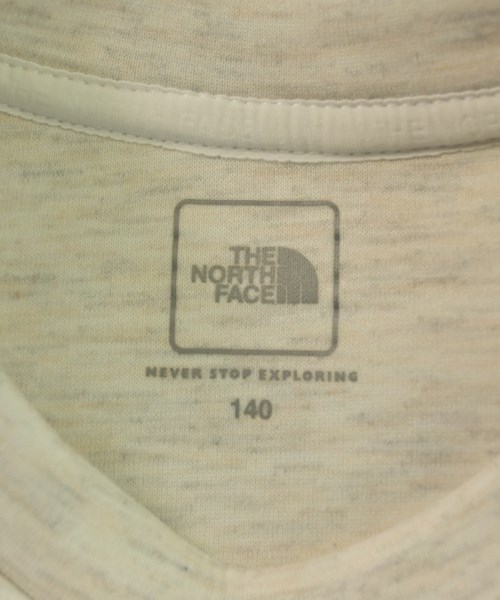 THE
NORTH
FACE
NEVER STOP EXPLORING
140